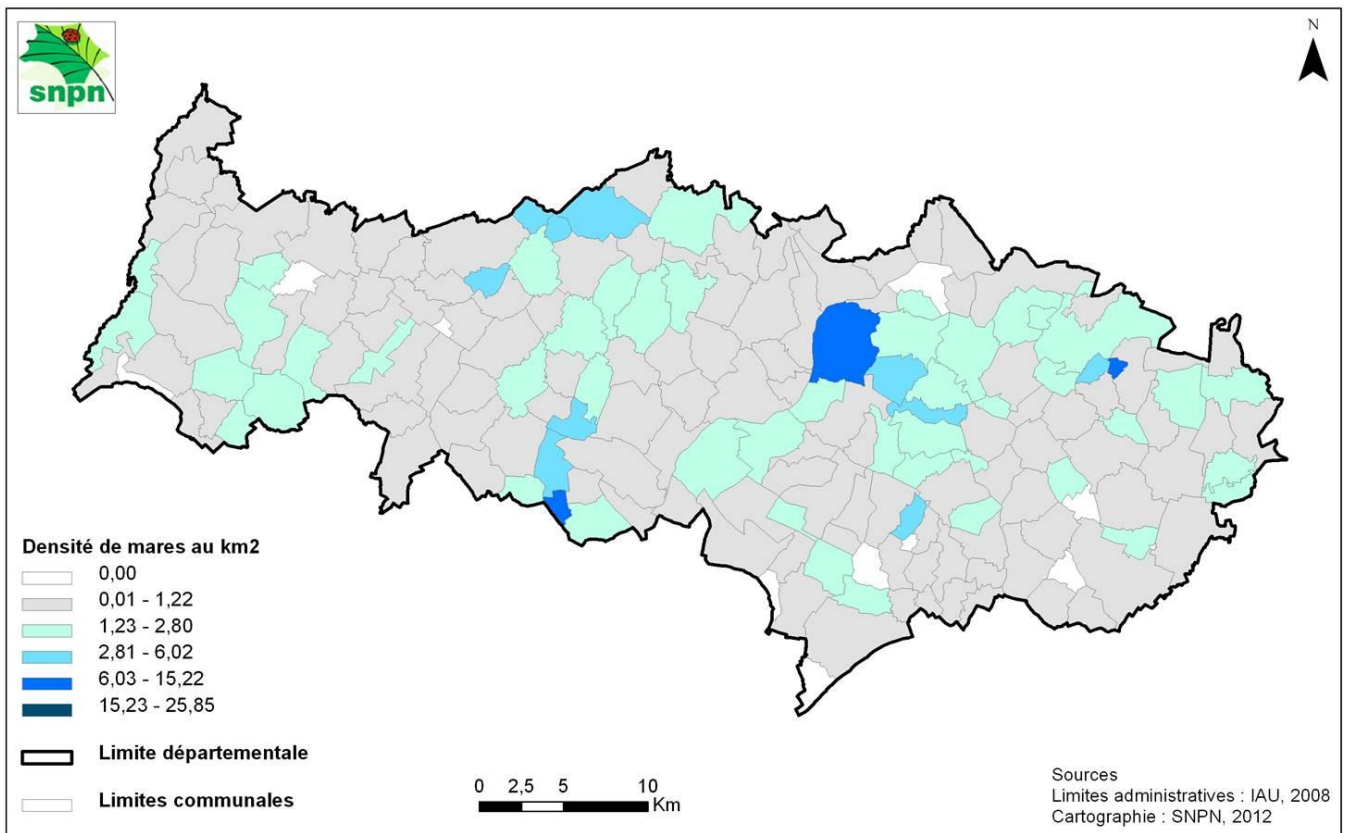 snpn
N
Densité de mares au km2
0,00
0,01 - 1,22
1,23 - 2,80
2,81 - 6,02
6,03 - 15,22
15,23 - 25,85
Limite départementale
Limites communales
0 2,5 5 10
Km
Sources
Limites administratives : IAU, 2008
Cartographie : SNPN, 2012